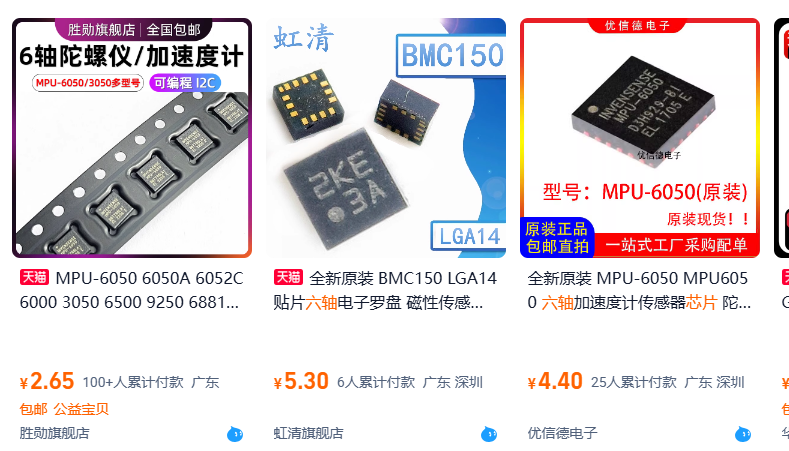 胜勋旗舰店 全国包邮
6轴陀螺仪/加速度计
MPU-6050/3050多型号 可编程 I2C
天猫 MPU-6050 6050A 6052C
6000 3050 6500 9250 6881...
¥2.65 100+人累计付款 广东
包邮 公益宝贝
胜勋旗舰店
虹清
BMC150
2KE
3A
LGA14
天猫 全新原装 BMC150 LGA14
贴片六轴电子罗盘 磁性传感...
¥5.30 6人累计付款 广东 深圳
虹清旗舰店
优信德电子
INVENSENSE
MPU-6050
EL 1705 E
优信德电子
型号：MPU-6050(原装)
原装现货！！
原装正品
包邮直拍
一站式工厂采购配单
全新原装 MPU-6050 MPU605
0 六轴加速度计传感器芯片 陀...
¥4.40 25人累计付款 广东 深圳
优信德电子